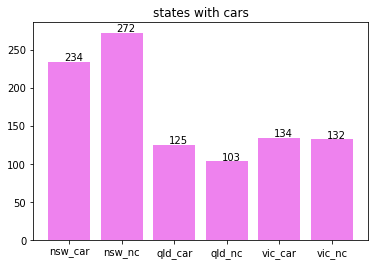 states with cars
250
200
150
100
50
0
234
272
125
103
134
132
nsw_car
nsw_nc
qld_car
qld_nc
vic_car
vic_nc